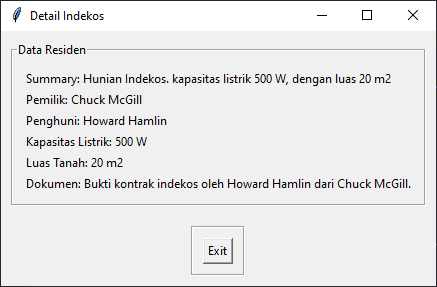 Detail Indekos
Data Residen
Summary: Hunian Indekos. kapasitas listrik 500 W, dengan luas 20 m2
Pemilik: Chuck McGill
Penghuni: Howard Hamlin
Kapasitas Listrik: 500 W
Luas Tanah: 20 m2
Dokumen: Bukti kontrak indekos oleh Howard Hamlin dari Chuck McGill.
Exit